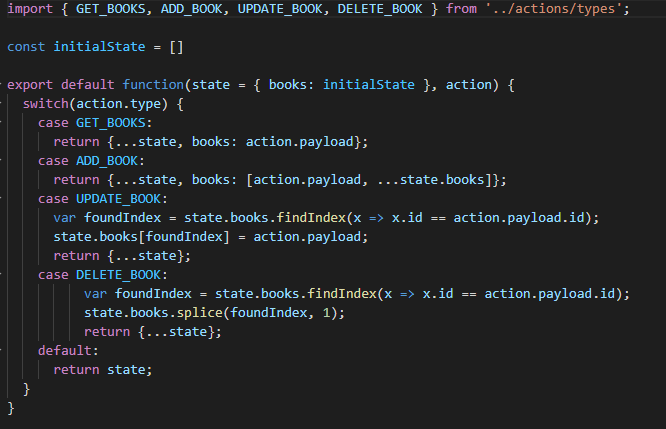 import { GET_BOOKS, ADD_BOOK, UPDATE_BOOK, DELETE_BOOK } from '../actions/types';
const initialState = []
export default function(state = { books: initialState }, action) {
switch(action.type) {
case GET_BOOKS:
return {...state, books: action.payload};
case ADD_BOOK:
return {...state, books: [action.payload, ...state.books]};
case UPDATE_BOOK:
var foundIndex = state.books.findIndex(x => x.id == action.payload.id);
state.books[foundIndex] = action.payload;
return {...state};
case DELETE_BOOK:
var foundIndex = state.books.findIndex(x => x.id == action.payload.id);
state.books.splice(foundIndex, 1);
return {...state};
default:
return state;
}
}